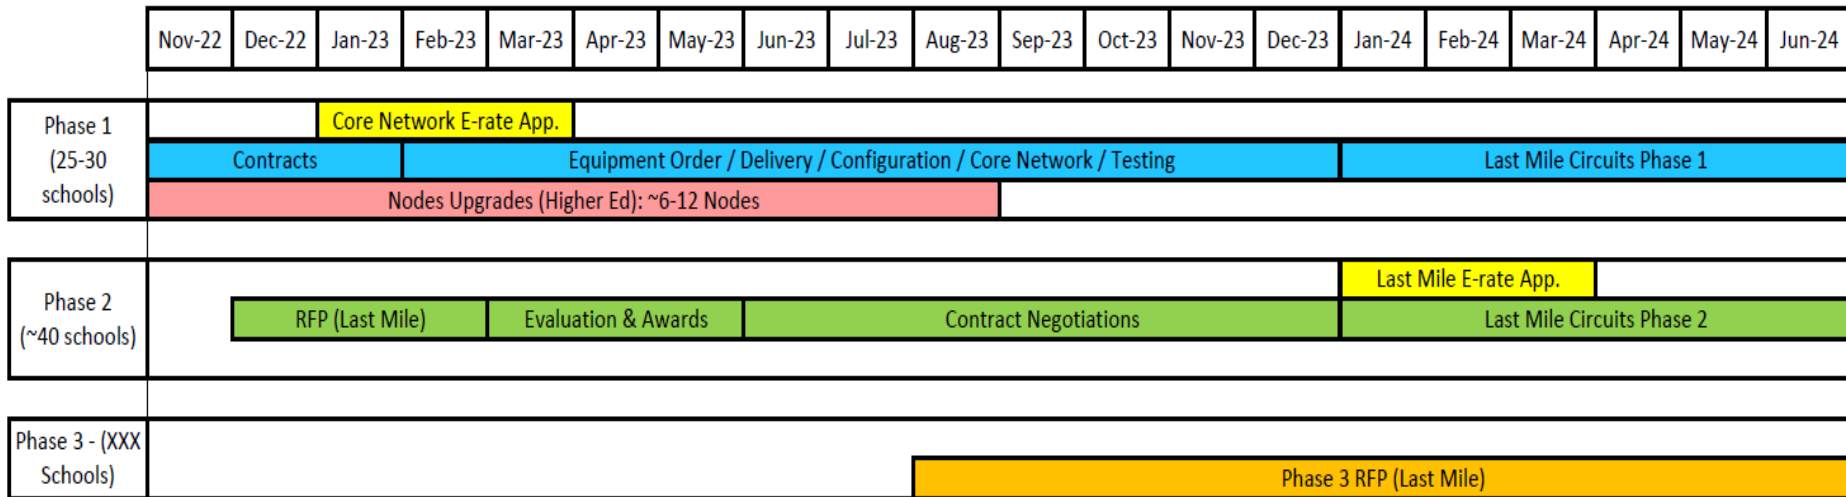 Nov-22 Dec-22 Jan-23 Feb-23 Mar-23 Apr-23 May-23 Jun-23 Jul-23 Aug-23 Sep-23 Oct-23 Nov-23 Dec-23 Jan-24 Feb-24 Mar-24 Apr-24 May-24 Jun-24
Phase 1
(25-30
schools)
Core Network E-rate App.
Contracts Equipment Order / Delivery / Configuration / Core Network / Testing Last Mile Circuits Phase 1
Nodes Upgrades (Higher Ed): ~6-12 Nodes
Phase 2
(~40 schools)
Last Mile E-rate App.
RFP (Last Mile) Evaluation & Awards Contract Negotiations Last Mile Circuits Phase 2
Phase 3 - (XXX
Schools)
Phase 3 RFP (Last Mile)